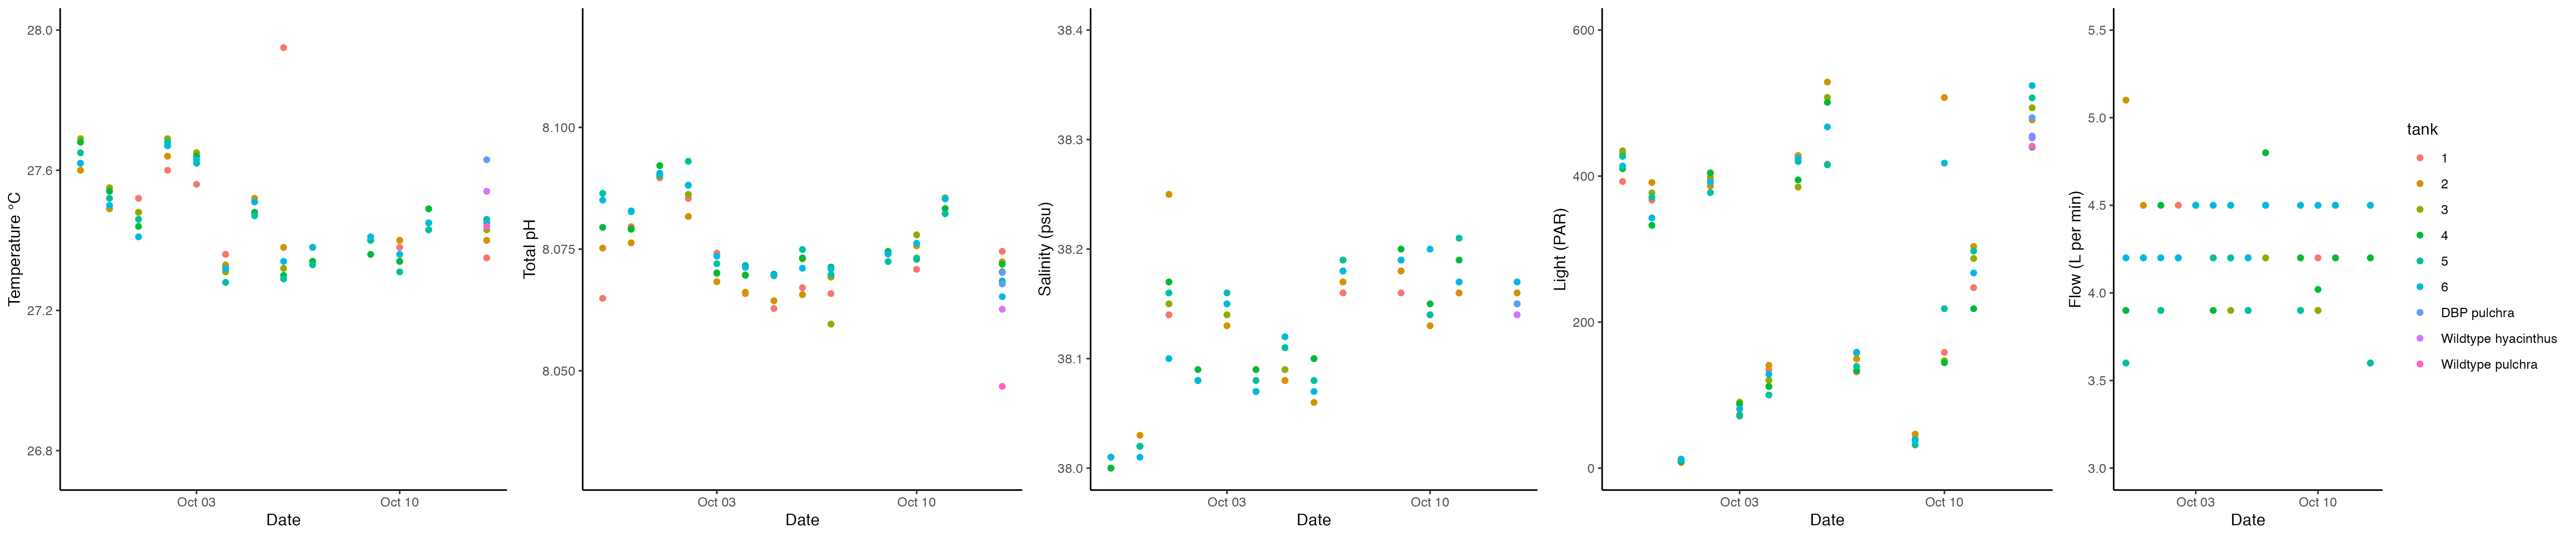 Temperature °C
28.0
27.6
27.2
26.8
Oct 03
Oct 10
Date
Total pH
8.100
8.075
8.050
Oct 03
Oct 10
Date
Salinity (psu)
38.4
38.3
38.2
38.1
38.0
Oct 03
Oct 10
Date
Light (PAR)
600
400
200
0
Oct 03
Oct 10
Date
Flow (L per min)
5.5
5.0
4.5
4.0
3.5
3.0
Oct 03
Oct 10
Date
tank
1
2
3
4
5
6
DBP pulchra
Wildtype hyacinthus
Wildtype pulchra